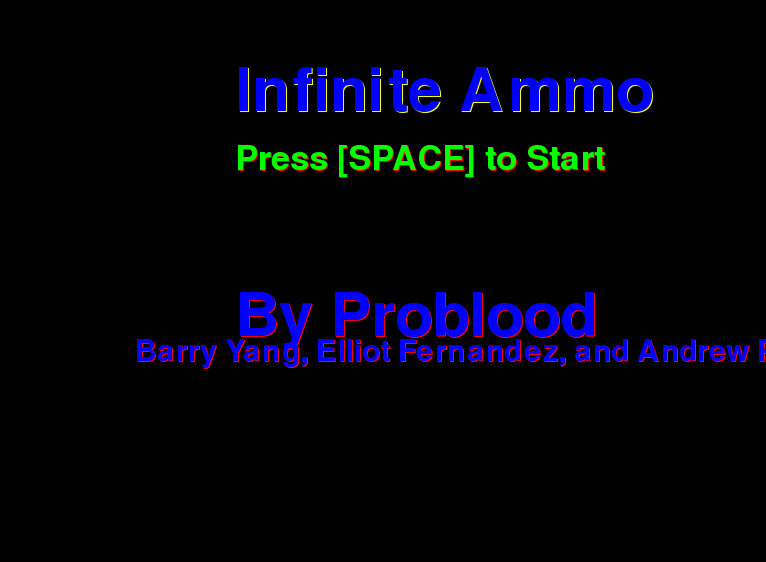 Infinite Ammo
Press [SPACE] to Start
By Problood
Barry Yang, Elliot Fernandez, and Andrew